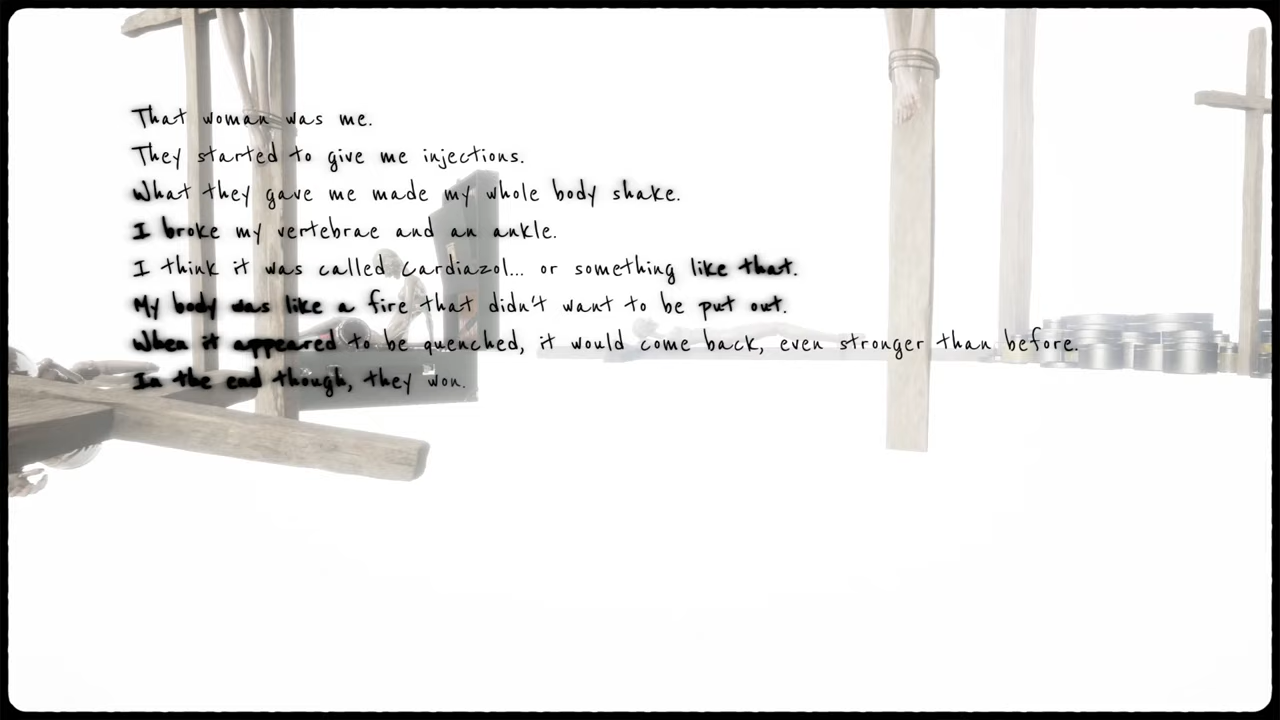 That woman was me.
They started to give me injections.
What they gave me made my whole body shake.
I broke my vertebrae and an ankle.
I think it was called Cardiazol... or something like that.
My body was like a fire that didn't want to be put out.
When it appeared to be quenched, it would come back, even stronger than before.
In the end though, they won.